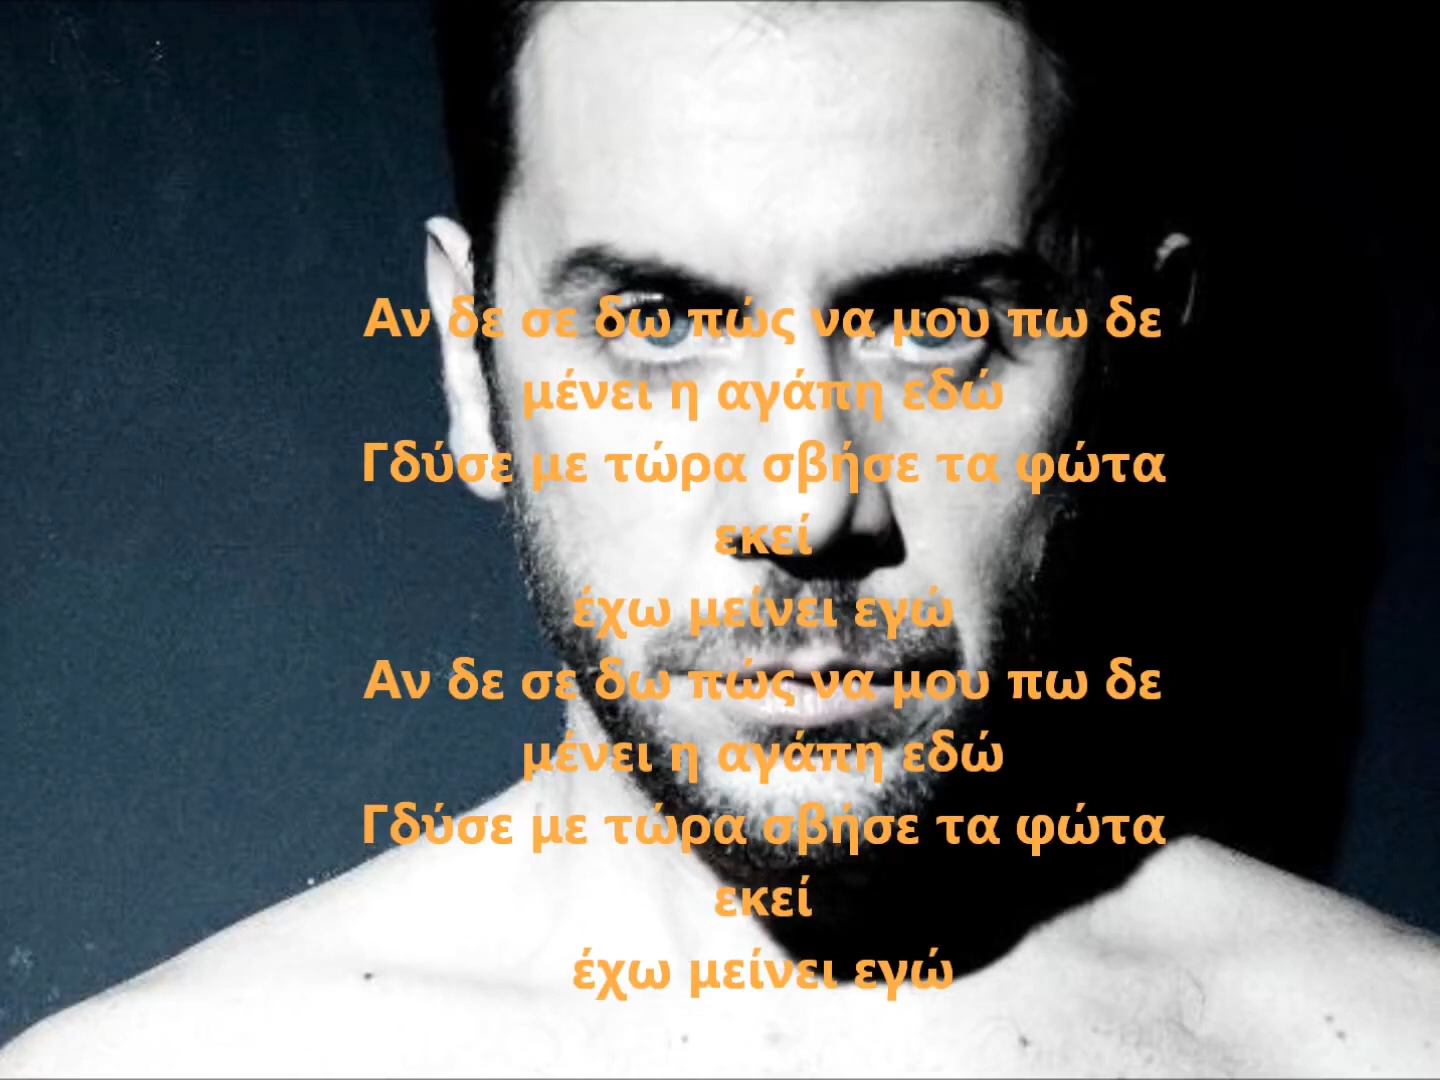 Αν δε σε δω πώς να μου πω δε
μένει η αγάπη εδώ
Γδύσε με τώρα σβήσε τα φώτα
εκεί
έχω μείνει εγώ
Αν δε σε δω πώς να μου πω δε
μένει η αγάπη εδώ
Γδύσε με τώρα σβήσε τα φώτα
εκεί
έχω μείνει εγώ